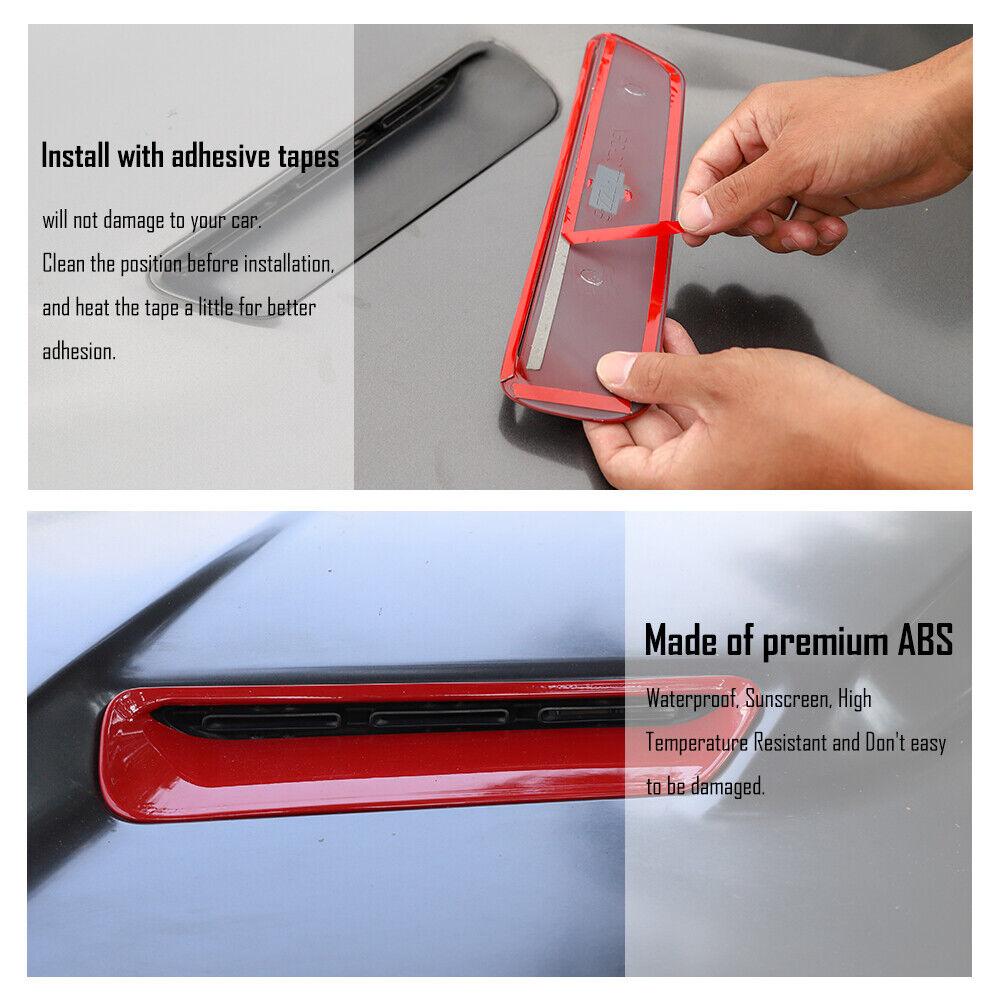 Install with adhesive tapes
will not damage to your car.
Clean the position before installation,
and heat the tape a little for better
adhesion.
Made of premium ABS
Waterproof, Sunscreen, High
Temperature Resistant and Don't easy
to be damaged.